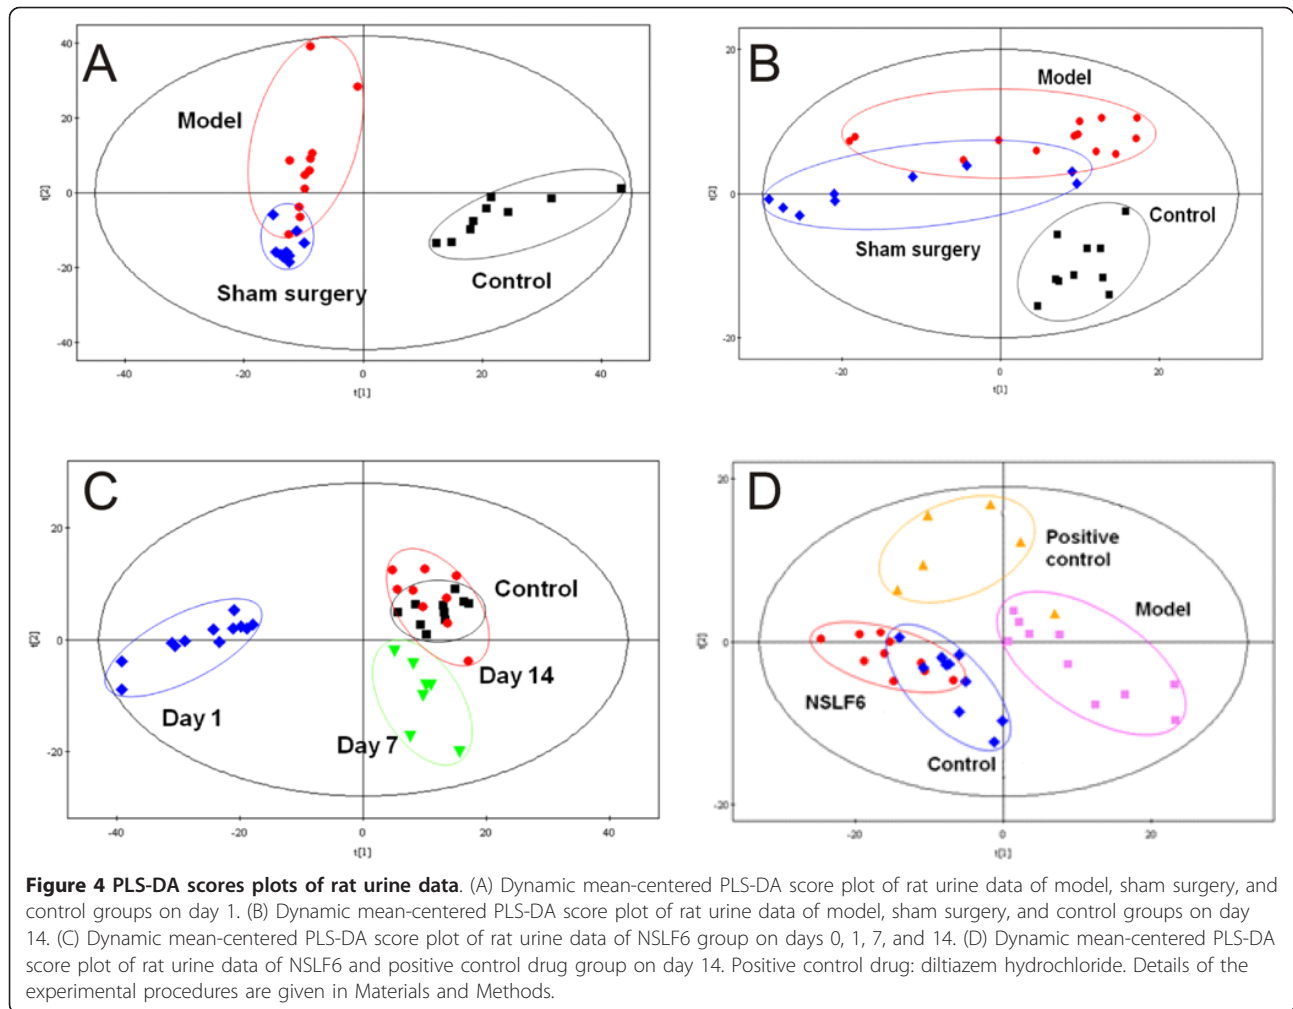 A
40
20
0
-20
-40
t[2]
Model
Sham surgery
Control
-40
-20
0
20
40
t[1]
B
20
0
-20
t[2]
Model
Control
Sham surgery
-20
0
20
t[1]
C
20
0
-20
t[2]
Control
Day 14
Day 1
Day 7
-40
-20
0
20
40
t[1]
D
20
0
-20
t[2]
Positive
control
Model
NSLF6
Control
-20
0
20
t[1]
Figure 4 PLS-DA scores plots of rat urine data. (A) Dynamic mean-centered PLS-DA score plot of rat urine data of model, sham surgery, and
control groups on day 1. (B) Dynamic mean-centered PLS-DA score plot of rat urine data of model, sham surgery, and control groups on day
14. (C) Dynamic mean-centered PLS-DA score plot of rat urine data of NSLF6 group on days 0, 1, 7, and 14. (D) Dynamic mean-centered PLS-DA
score plot of rat urine data of NSLF6 and positive control drug group on day 14. Positive control drug: diltiazem hydrochloride. Details of the
experimental procedures are given in Materials and Methods.